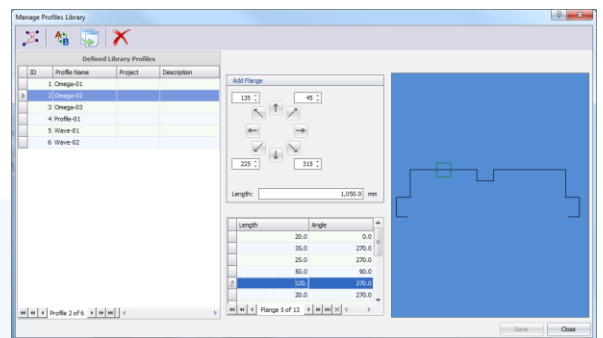 Manage Profiles Library
Defined Library Profiles
ID Profile Name Project Description
1 Omega-01
2 Omega-02
3 Omega-03
4 Profile-01
5 Wave-01
6 Wave-02
Profile 2 of 6
Add Flange
135 45
225 315
Length: 1,050.0 mm
Length Angle
20.0 0.0
35.0 270.0
25.0 270.0
50.0 90.0
120. 270.0
20.0 270.0
Flange 5 of 13
Save Close